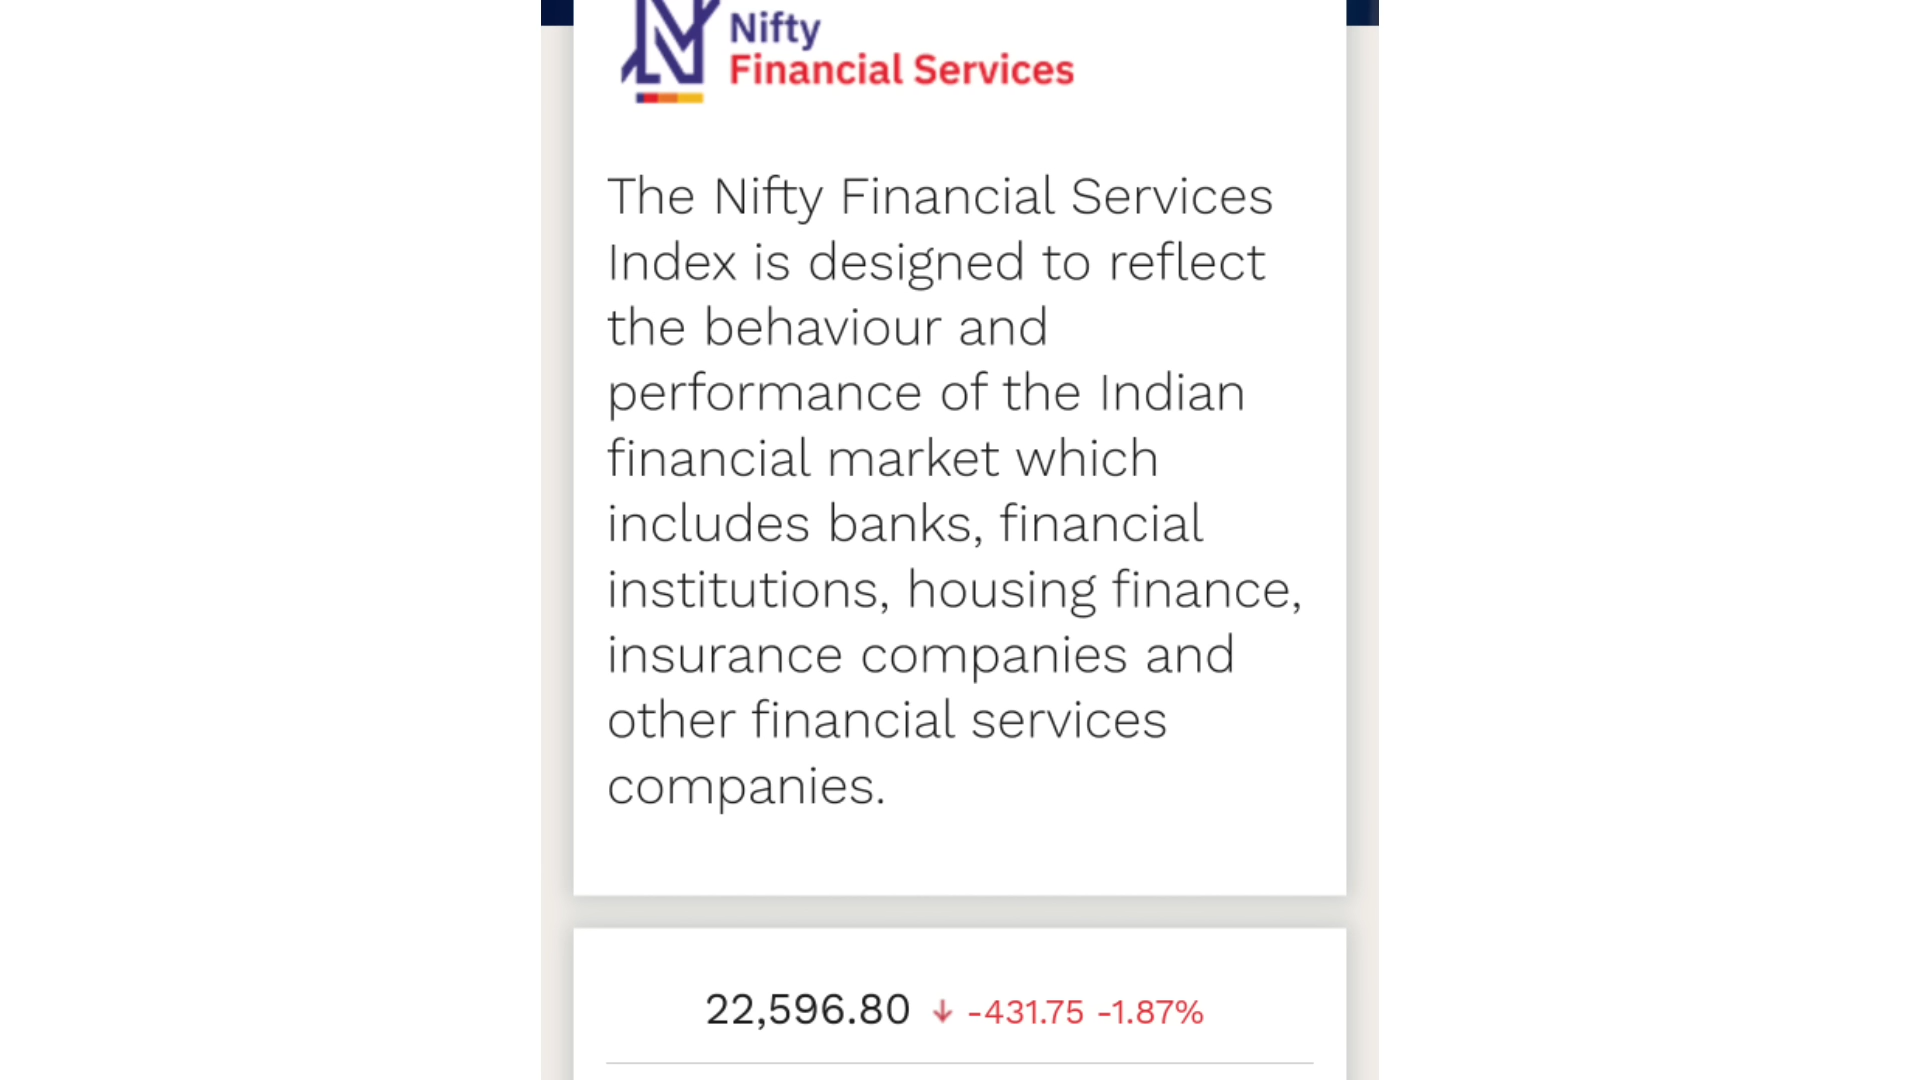 Nifty
Financial Services
The Nifty Financial Services
Index is designed to reflect
the behaviour and
performance of the Indian
financial market which
includes banks, financial
institutions, housing finance,
insurance companies and
other financial services
companies.
22,596.80 ↓ -431.75 -1.87%